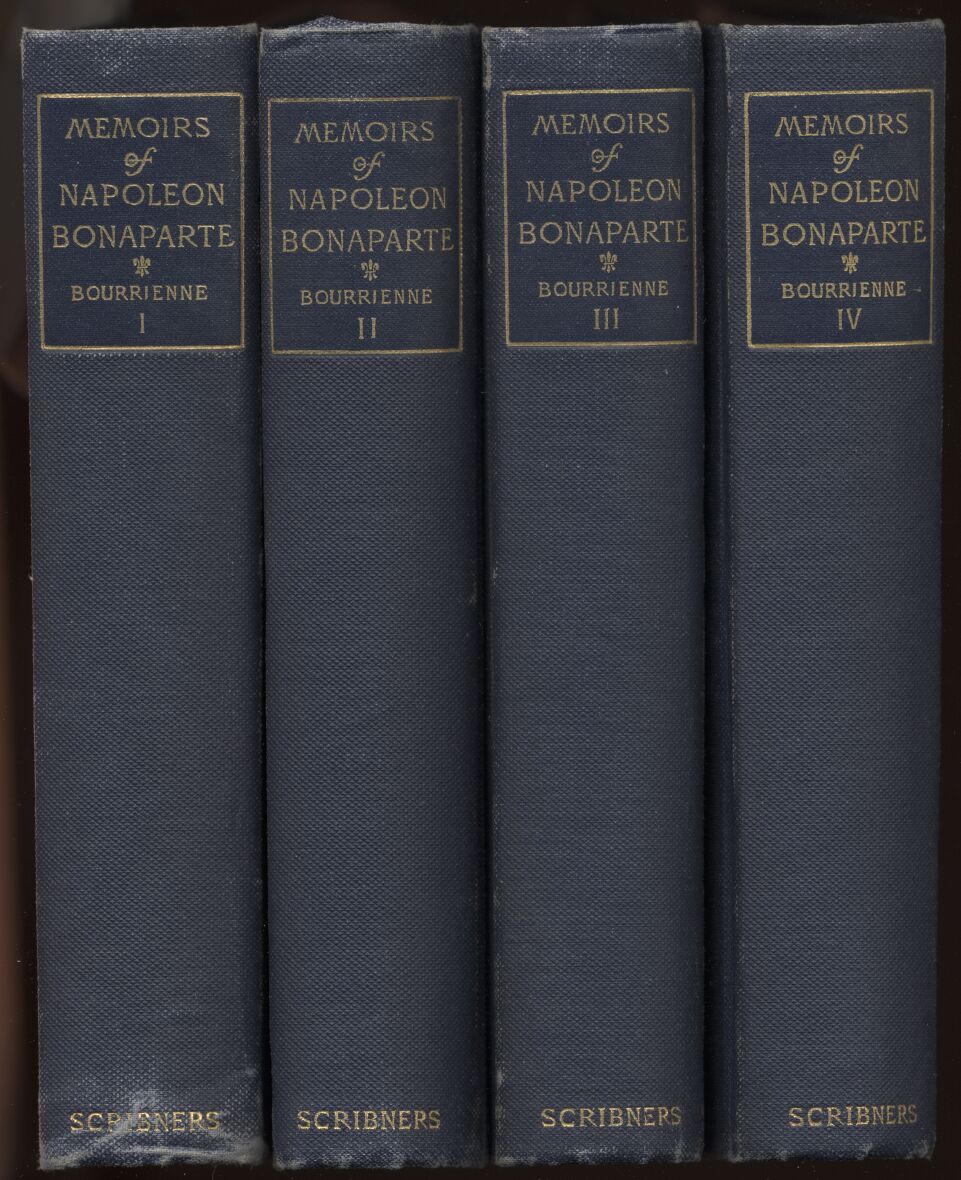 MEMOIRS
of
NAPOLEON
BONAPARTE
BOURRIENNE
I
SCRIBNERS
MEMOIRS
of
NAPOLEON
BONAPARTE
BOURRIENNE
II
SCRIBNERS
MEMOIRS
of
NAPOLEON
BONAPARTE
BOURRIENNE
III
SCRIBNERS
MEMOIRS
of
NAPOLEON
BONAPARTE
BOURRIENNE
IV
SCRIBNERS